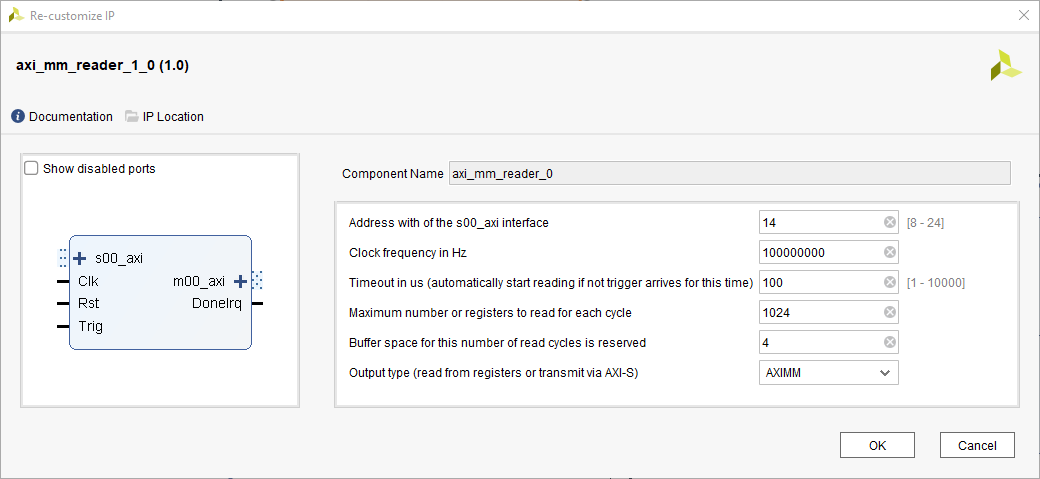 Re-customize IP
axi_mm_reader_1_0 (1.0)
Documentation IP Location
Show disabled ports
s00_axi
Clk m00_axi
Rst DoneIrq
Trig
Component Name axi_mm_reader_0
Address with of the s00_axi interface 14 [8 - 24]
Clock frequency in Hz 100000000
Timeout in us (automatically start reading if not trigger arrives for this time) 100 [1 - 10000]
Maximum number or registers to read for each cycle 1024
Buffer space for this number of read cycles is reserved 4
Output type (read from registers or transmit via AXI-S) AXIMM
OK Cancel